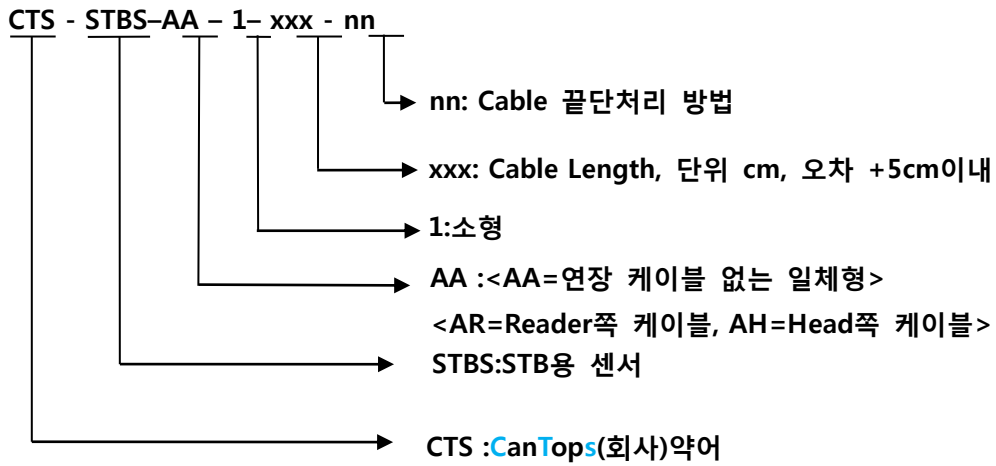 CTS - STBS–AA – 1– xxx - nn
nn: Cable 끝단처리 방법
xxx: Cable Length, 단위 cm, 오차 +5cm이내
1:소형
AA :<AA=연장 케이블 없는 일체형>
<AR=Reader쪽 케이블, AH=Head쪽 케이블>
STBS:STB용 센서
CTS :CanTops(회사)약어